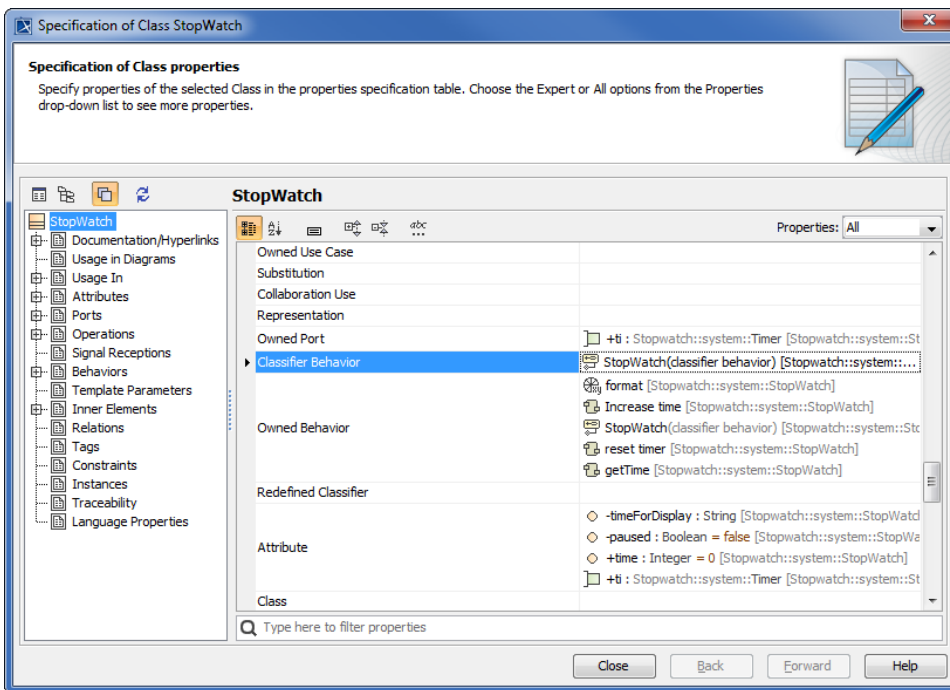 Specification of Class StopWatch
Specification of Class properties
Specify properties of the selected Class in the properties specification table. Choose the Expert or All options from the Properties
drop-down list to see more properties.
StopWatch
Documentation/Hyperlinks
Usage in Diagrams
Usage In
Attributes
Ports
Operations
Signal Receptions
Behaviors
Template Parameters
Inner Elements
Relations
Tags
Constraints
Instances
Traceability
Language Properties
StopWatch
Properties: All
Owned Use Case
Substitution
Collaboration Use
Representation
Owned Port
+ti : Stopwatch::system::Timer [Stopwatch::system::St
Classifier Behavior
StopWatch(classifier behavior) [Stopwatch::system::...
Owned Behavior
format [Stopwatch::system::StopWatch]
Increase time [Stopwatch::system::StopWatch]
StopWatch(classifier behavior) [Stopwatch::system::Stc
reset timer [Stopwatch::system::StopWatch]
getTime [Stopwatch::system::StopWatch]
Redefined Classifier
Attribute
-timeForDisplay : String [Stopwatch::system::StopWatc
-paused : Boolean = false [Stopwatch::system::StopWa
+time : Integer = 0 [Stopwatch::system::StopWatch]
+ti : Stopwatch::system::Timer [Stopwatch::system::St
Class
Type here to filter properties
Close Back Forward Help